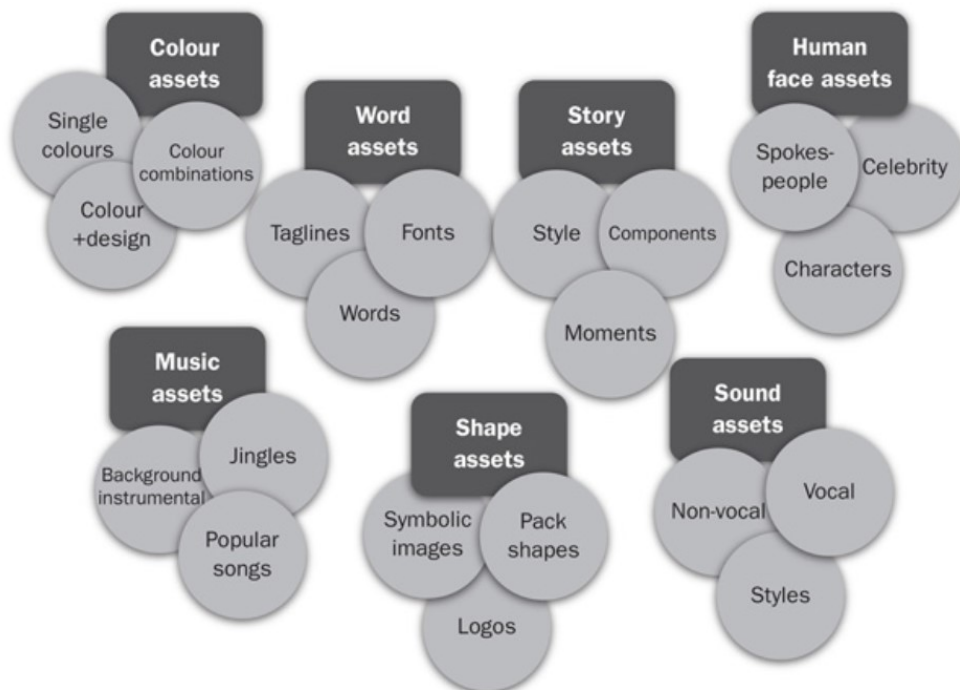 Colour
assets
Single
colours
Colour
combinations
Colour
+design
Word
assets
Taglines
Fonts
Words
Story
assets
Style
Components
Moments
Human
face assets
Spokes-
people
Celebrity
Characters
Music
assets
Background
instrumental
Jingles
Popular
songs
Shape
assets
Symbolic
images
Pack
shapes
Logos
Sound
assets
Non-vocal
Vocal
Styles